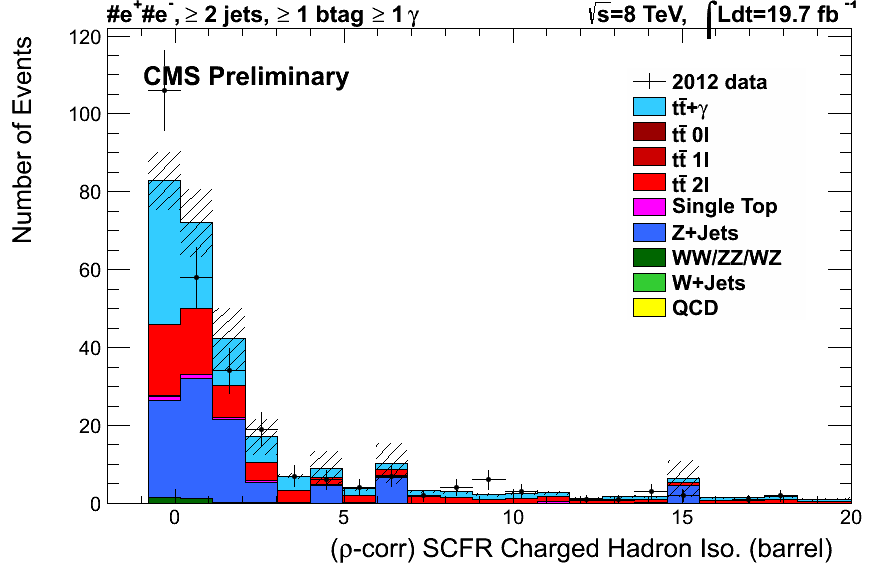 #e⁺#e⁻, ≥ 2 jets, ≥ 1 btag ≥ 1 γ
√s=8 TeV, ∫Ldt=19.7 fb⁻¹
CMS Preliminary
Number of Events
120
100
80
60
40
20
0
2012 data
tt̄+γ
tt̄ 0l
tt̄ 1l
tt̄ 2l
Single Top
Z+Jets
WW/ZZ/WZ
W+Jets
QCD
0 5 10 15 20
(ρ-corr) SCFR Charged Hadron Iso. (barrel)